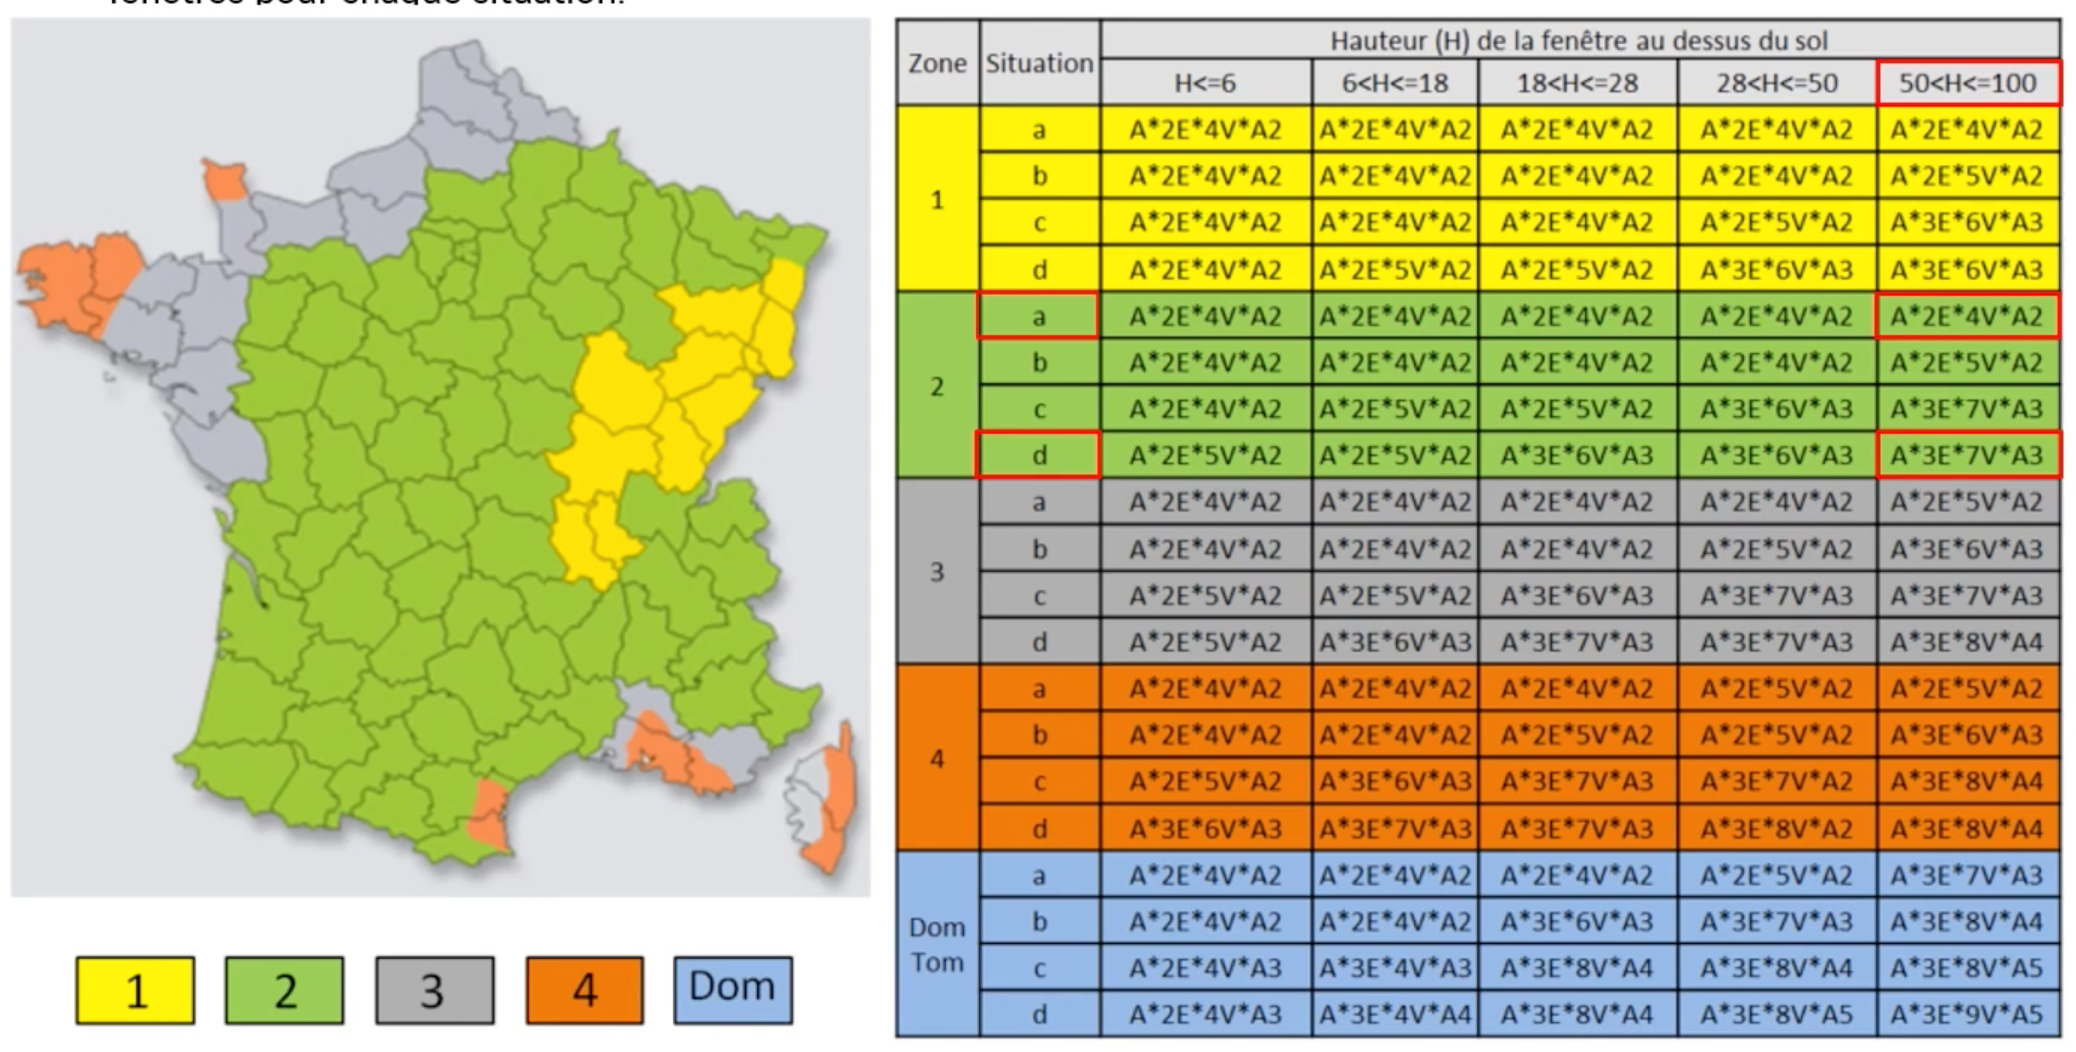 fenêtres pour chaque situation.
Zone Situation Hauteur (H) de la fenêtre au dessus du sol
H<=6 6<H<=18 18<H<=28 28<H<=50 50<H<=100
1
a A*2E*4V*A2 A*2E*4V*A2 A*2E*4V*A2 A*2E*4V*A2 A*2E*4V*A2
b A*2E*4V*A2 A*2E*4V*A2 A*2E*4V*A2 A*2E*4V*A2 A*2E*5V*A2
c A*2E*4V*A2 A*2E*4V*A2 A*2E*4V*A2 A*2E*5V*A2 A*3E*6V*A3
d A*2E*4V*A2 A*2E*5V*A2 A*2E*5V*A2 A*3E*6V*A3 A*3E*6V*A3
2
a A*2E*4V*A2 A*2E*4V*A2 A*2E*4V*A2 A*2E*4V*A2 A*2E*4V*A2
b A*2E*4V*A2 A*2E*4V*A2 A*2E*4V*A2 A*2E*4V*A2 A*2E*5V*A2
c A*2E*4V*A2 A*2E*5V*A2 A*2E*5V*A2 A*3E*6V*A3 A*3E*7V*A3
d A*2E*5V*A2 A*2E*5V*A2 A*3E*6V*A3 A*3E*6V*A3 A*3E*7V*A3
3
a A*2E*4V*A2 A*2E*4V*A2 A*2E*4V*A2 A*2E*4V*A2 A*2E*5V*A2
b A*2E*4V*A2 A*2E*4V*A2 A*2E*4V*A2 A*2E*5V*A2 A*3E*6V*A3
c A*2E*5V*A2 A*2E*5V*A2 A*3E*6V*A3 A*3E*7V*A3 A*3E*7V*A3
d A*2E*5V*A2 A*3E*6V*A3 A*3E*7V*A3 A*3E*7V*A3 A*3E*8V*A4
4
a A*2E*4V*A2 A*2E*4V*A2 A*2E*4V*A2 A*2E*5V*A2 A*2E*5V*A2
b A*2E*4V*A2 A*2E*4V*A2 A*2E*5V*A2 A*2E*5V*A2 A*3E*6V*A3
c A*2E*5V*A2 A*3E*6V*A3 A*3E*7V*A3 A*3E*7V*A2 A*3E*8V*A4
d A*3E*6V*A3 A*3E*7V*A3 A*3E*7V*A3 A*3E*8V*A2 A*3E*8V*A4
Dom
Tom
a A*2E*4V*A2 A*2E*4V*A2 A*2E*4V*A2 A*2E*5V*A2 A*3E*7V*A3
b A*2E*4V*A2 A*2E*4V*A2 A*3E*6V*A3 A*3E*7V*A3 A*3E*8V*A4
c A*2E*4V*A3 A*3E*4V*A3 A*3E*8V*A4 A*3E*8V*A4 A*3E*8V*A5
d A*2E*4V*A3 A*3E*4V*A4 A*3E*8V*A4 A*3E*8V*A5 A*3E*9V*A5
1 2 3 4 Dom